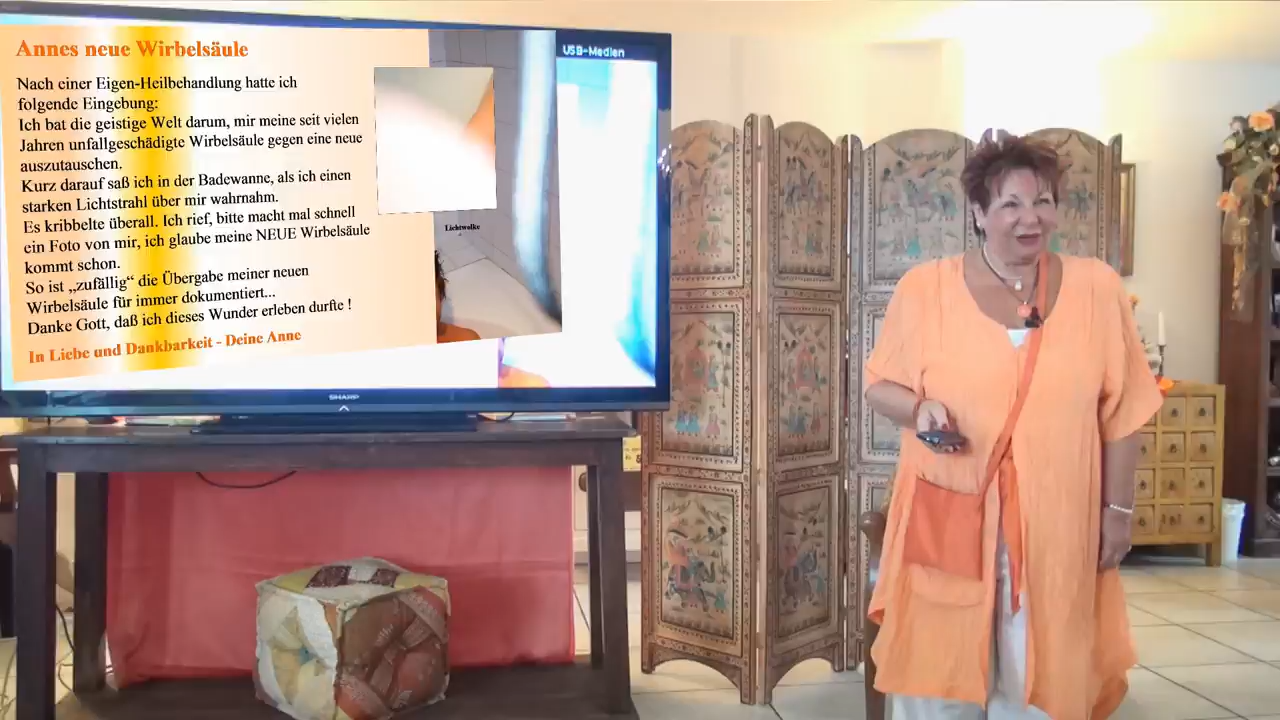 Annes neue Wirbelsäule
Nach einer Eigen-Heilbehandlung hatte ich
folgende Eingebung:
Ich bat die geistige Welt darum, mir meine seit vielen
Jahren unfallgeschädigte Wirbelsäule gegen eine neue
auszutauschen.
Kurz darauf saß ich in der Badewanne, als ich einen
starken Lichtstrahl über mir wahrnahm.
Es kribbelte überall. Ich rief, bitte macht mal schnell
ein Foto von mir, ich glaube meine NEUE Wirbelsäule
kommt schon.
So ist „zufällig“ die Übergabe meiner neuen
Wirbelsäule für immer dokumentiert...
Danke Gott, daß ich dieses Wunder erleben durfte !
In Liebe und Dankbarkeit - Deine Anne
Lichtwolke
USB-Medien
SHARP